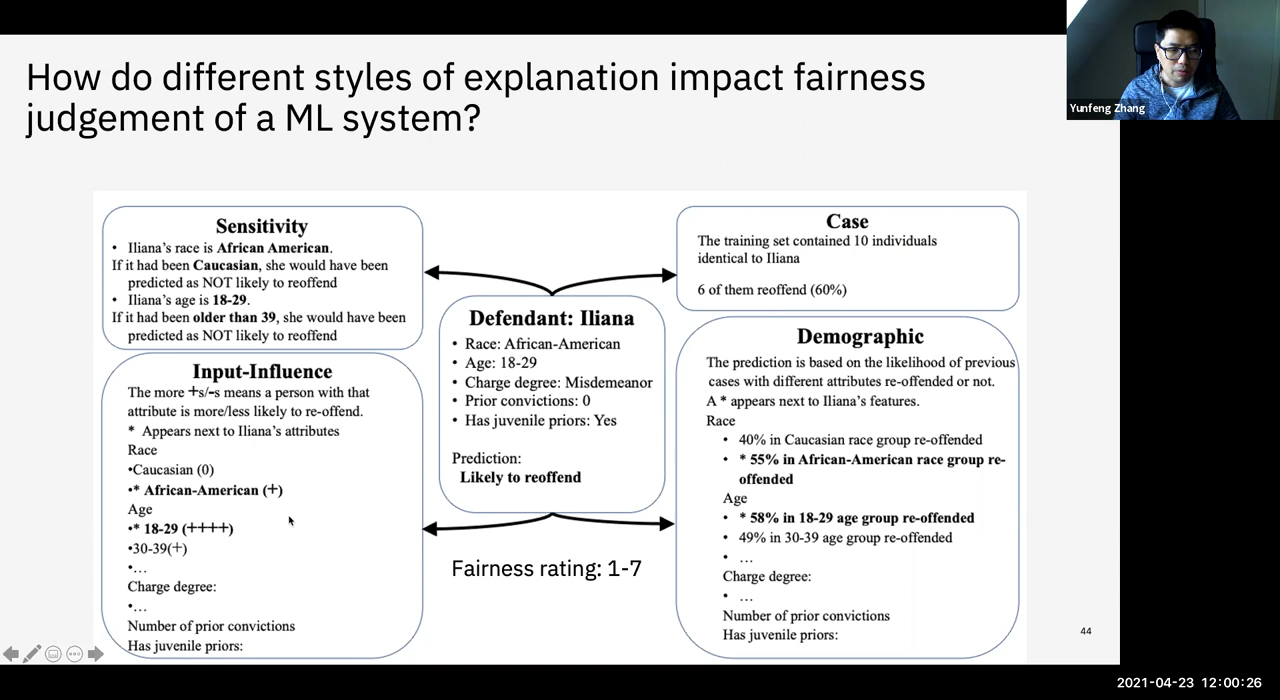 How do different styles of explanation impact fairness
judgement of a ML system?
Yunfeng Zhang
Sensitivity
• Iliana's race is African American.
If it had been Caucasian, she would have been
predicted as NOT likely to reoffend
• Iliana's age is 18-29.
If it had been older than 39, she would have been
predicted as NOT likely to reoffend
Input-Influence
The more +s/-s means a person with that
attribute is more/less likely to re-offend.
* Appears next to Iliana's attributes
Race
•Caucasian (0)
•* African-American (+)
Age
•* 18-29 (++++)
•30-39(+)
•...
Charge degree:
•...
Number of prior convictions
Has juvenile priors:
Defendant: Iliana
• Race: African-American
• Age: 18-29
• Charge degree: Misdemeanor
• Prior convictions: 0
• Has juvenile priors: Yes
Prediction:
Likely to reoffend
Fairness rating: 1-7
Case
The training set contained 10 individuals
identical to Iliana
6 of them reoffend (60%)
Demographic
The prediction is based on the likelihood of previous
cases with different attributes re-offended or not.
A * appears next to Iliana's features.
Race
• 40% in Caucasian race group re-offended
• * 55% in African-American race group re-
offended
Age
• * 58% in 18-29 age group re-offended
• 49% in 30-39 age group re-offended
• ...
Charge degree:
• ...
Number of prior convictions
Has juvenile priors:
44
2021-04-23 12:00:26